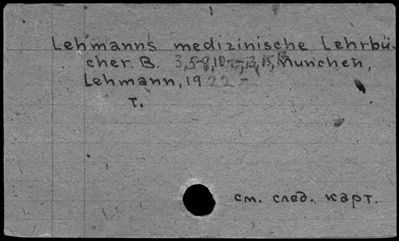 Lehmanns medizinische Lehrbü-
cher. B. 3,5-8,10 13,15, München,
Lehmann, 1922-
т.
см. след. карт.